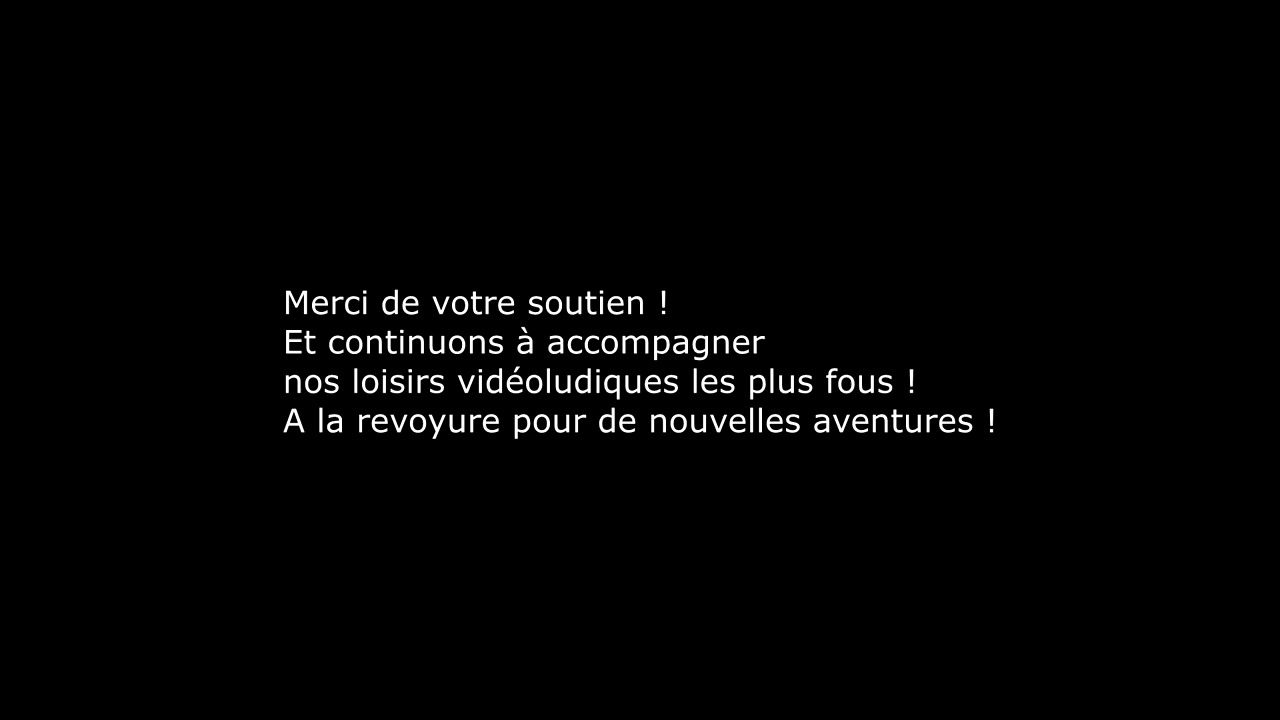 Merci de votre soutien !
Et continuons à accompagner
nos loisirs vidéoludiques les plus fous !
A la revoyure pour de nouvelles aventures !